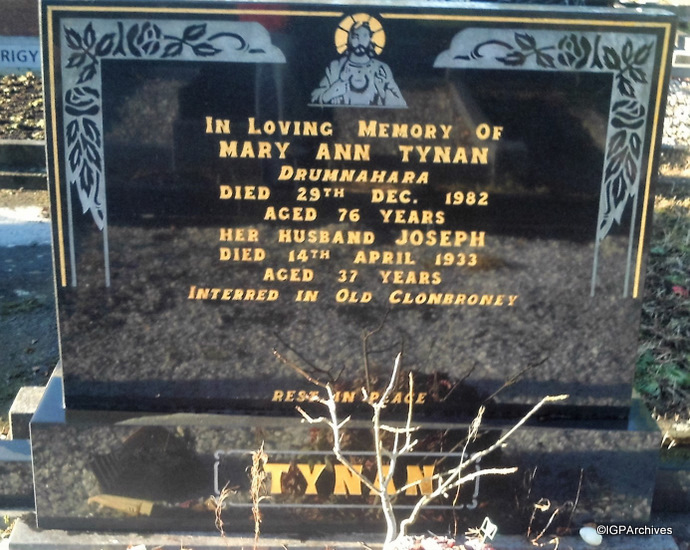 RIGY
IN LOVING MEMORY OF
MARY ANN TYNAN
DRUMNAHARA
DIED 29TH DEC. 1982
AGED 76 YEARS
HER HUSBAND JOSEPH
DIED 14TH APRIL 1933
AGED 37 YEARS
INTERRED IN OLD CLONBRONEY
REST IN PEACE
TYNAN
©IGPArchives